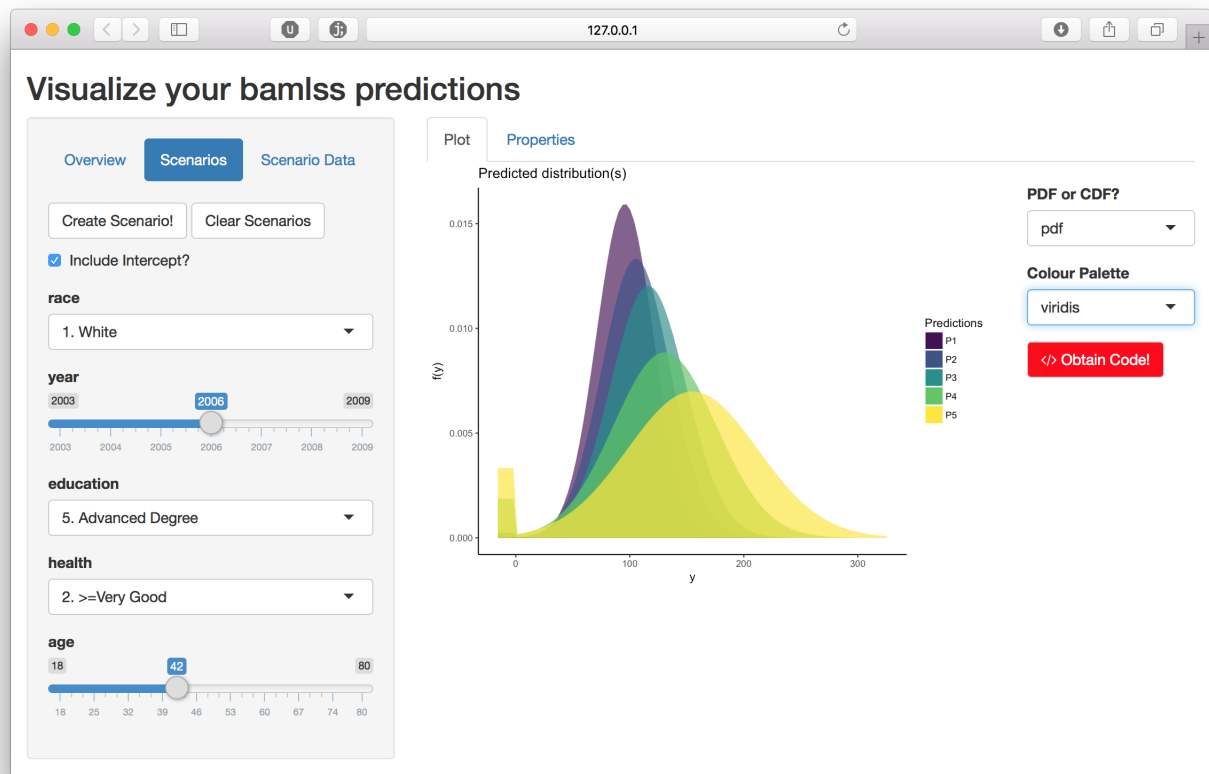 127.0.0.1
Visualize your bamlss predictions
Overview Scenarios Scenario Data
Create Scenario! Clear Scenarios
Include Intercept?
race
1. White
year
2003 2006 2009
2003 2004 2005 2006 2007 2008 2009
education
5. Advanced Degree
health
2. >=Very Good
age
18 42 80
18 25 32 39 46 53 60 67 74 80
Plot Properties
Predicted distribution(s)
f(y)
0.015
0.010
0.005
0.000
0 100 200 300
y
Predictions
P1
P2
P3
P4
P5
PDF or CDF?
pdf
Colour Palette
viridis
</> Obtain Code!